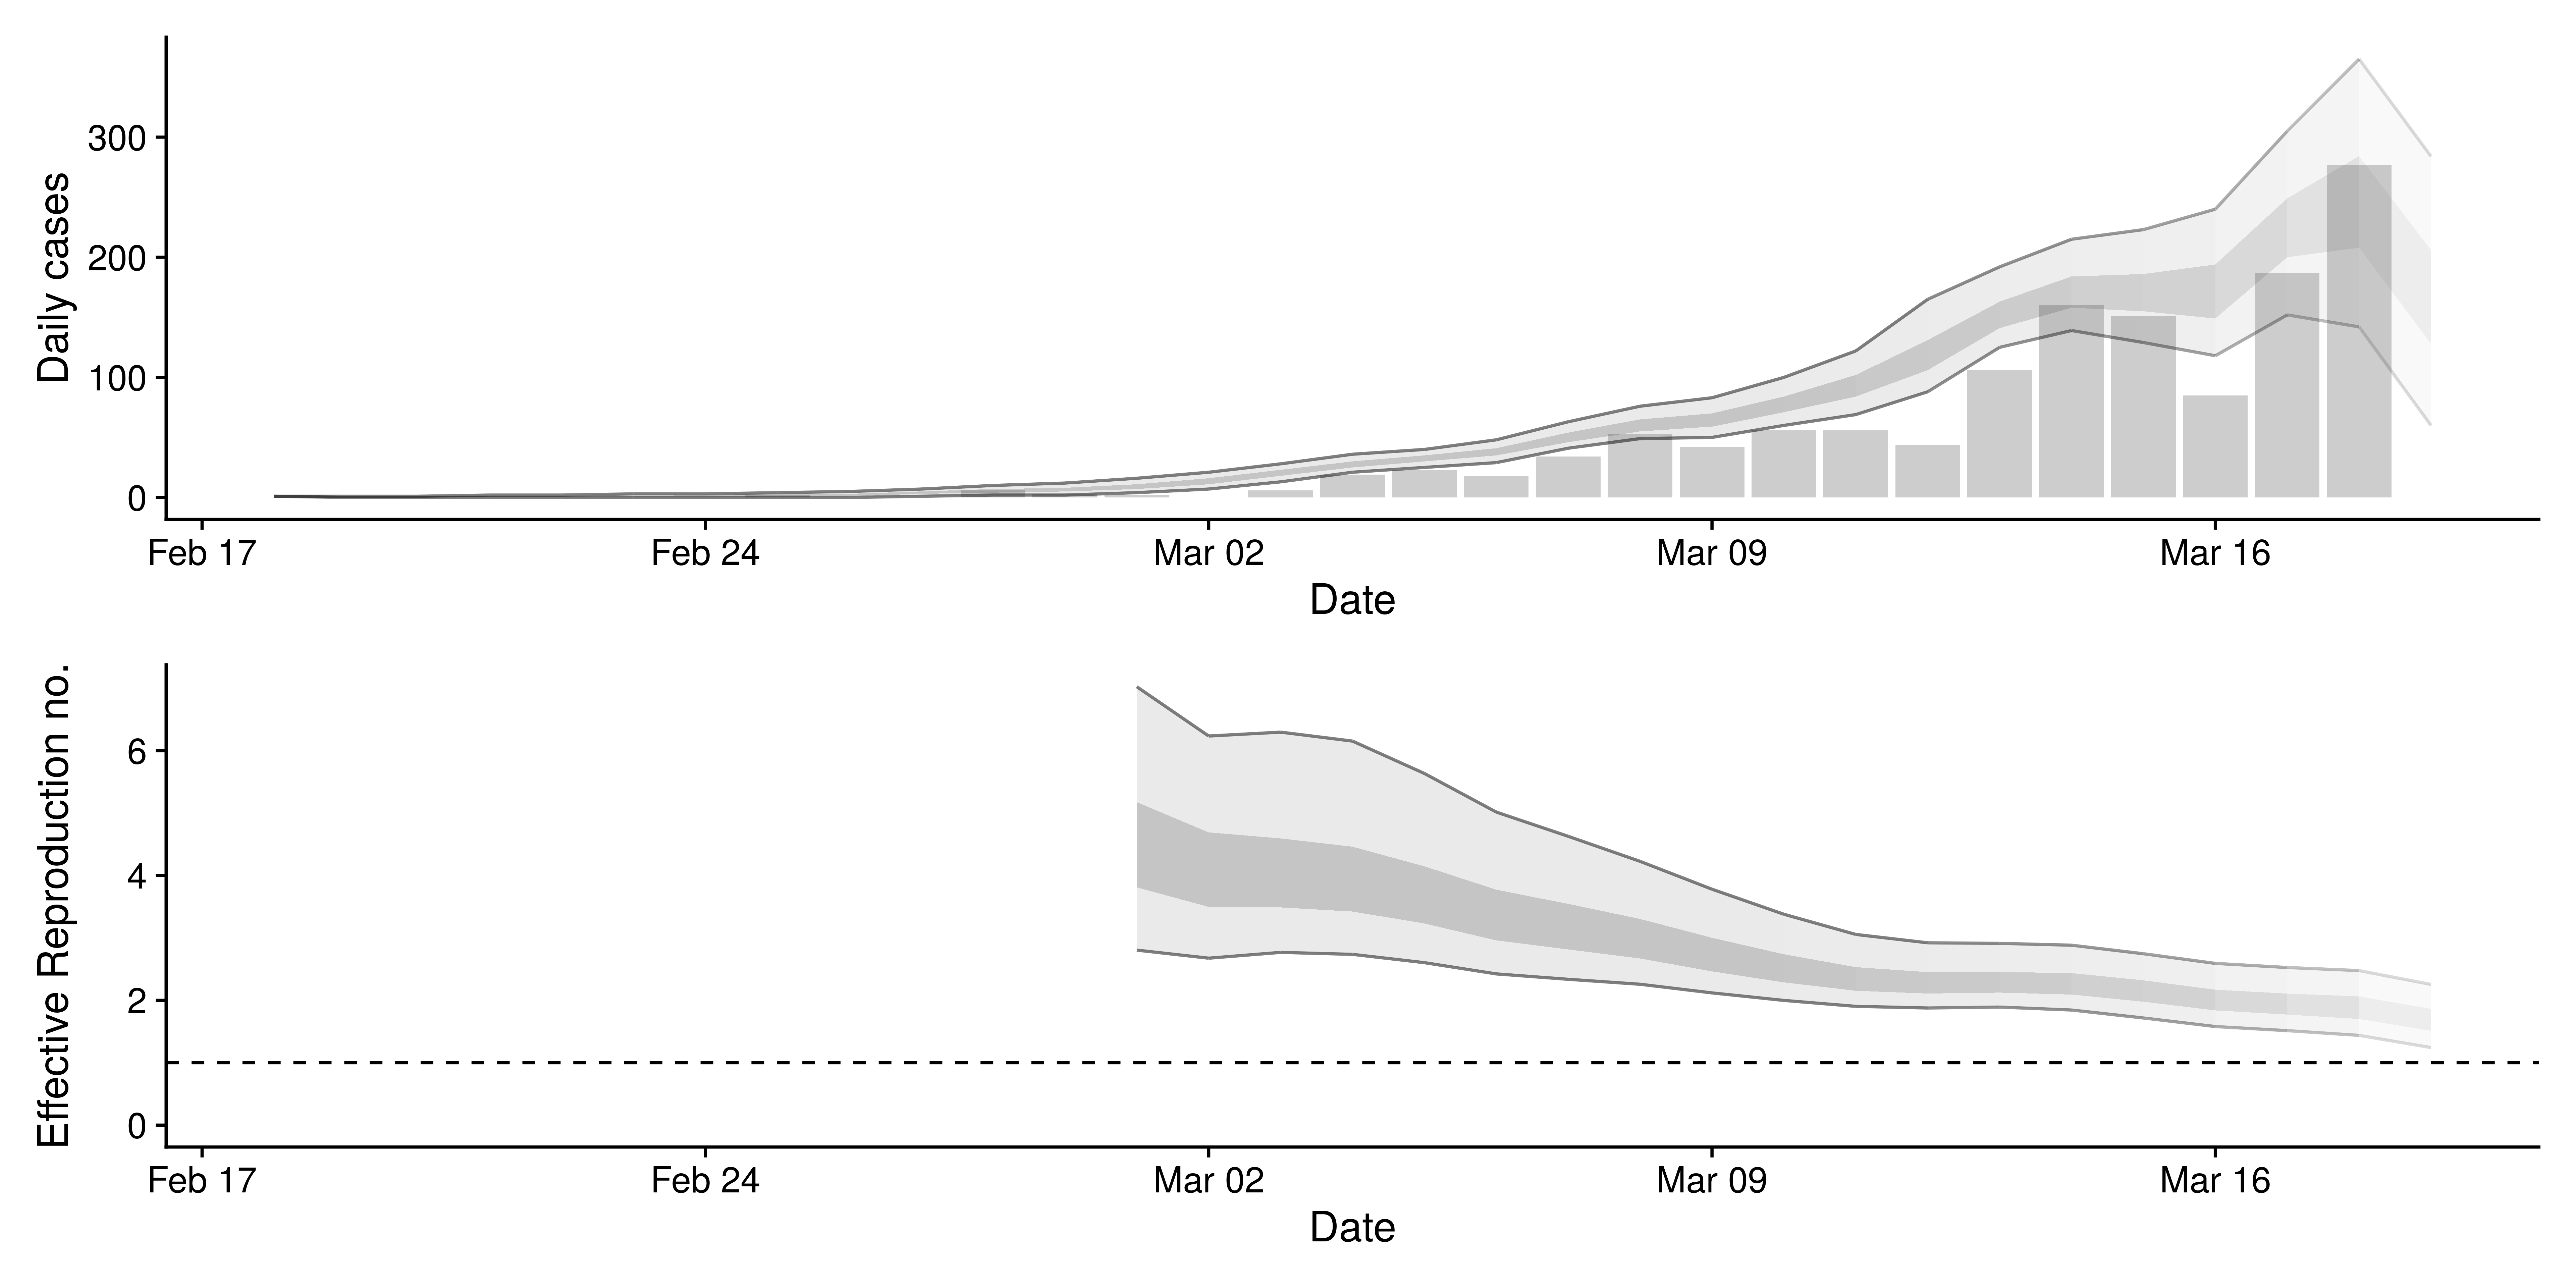 Daily cases
300
200
100
0
Feb 17 Feb 24 Mar 02 Mar 09 Mar 16
Date
Effective Reproduction no.
6
4
2
0
Feb 17 Feb 24 Mar 02 Mar 09 Mar 16
Date